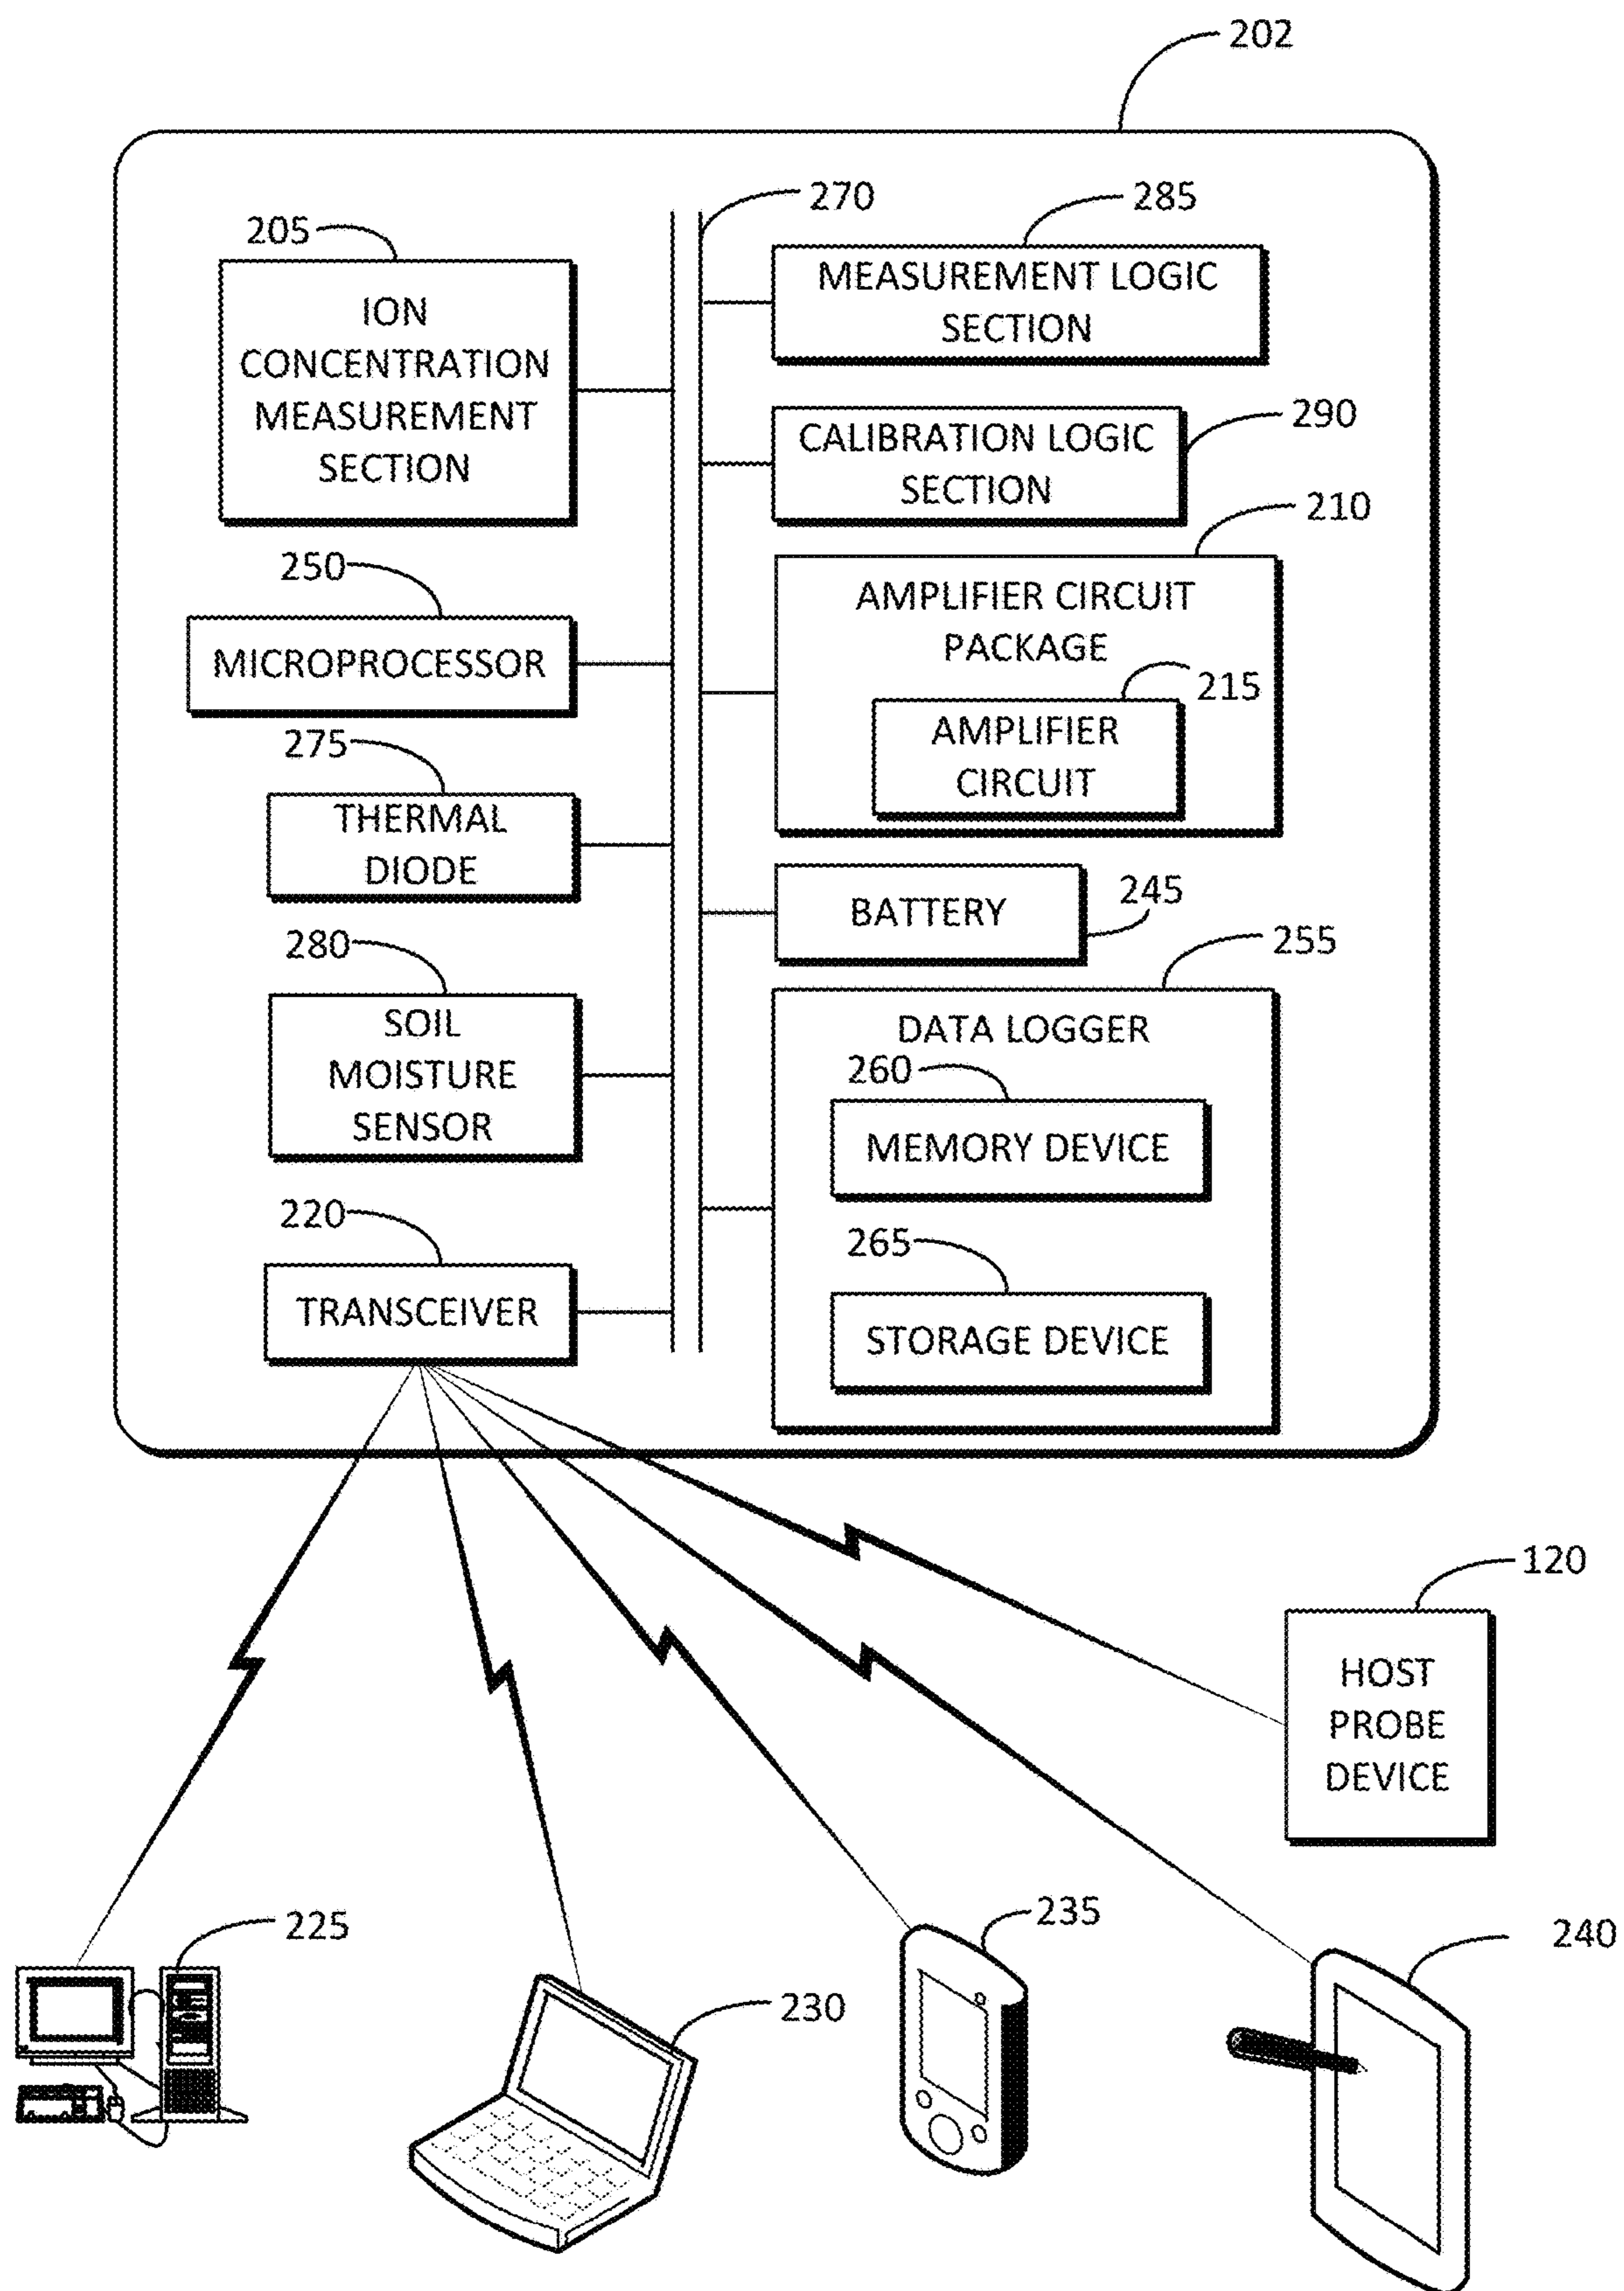 202
270
285
205
MEASUREMENT LOGIC
SECTION
ION
CONCENTRATION
MEASUREMENT
SECTION
290
CALIBRATION LOGIC
SECTION
210
250
MICROPROCESSOR
AMPLIFIER CIRCUIT
PACKAGE
215
AMPLIFIER
CIRCUIT
275
THERMAL
DIODE
BATTERY
245
280
SOIL
MOISTURE
SENSOR
255
DATA LOGGER
260
MEMORY DEVICE
265
STORAGE DEVICE
220
TRANSCEIVER
120
HOST
PROBE
DEVICE
225
230
235
240